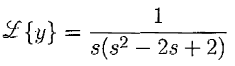 ℒ{y} = 1 / (s(s² − 2s + 2))